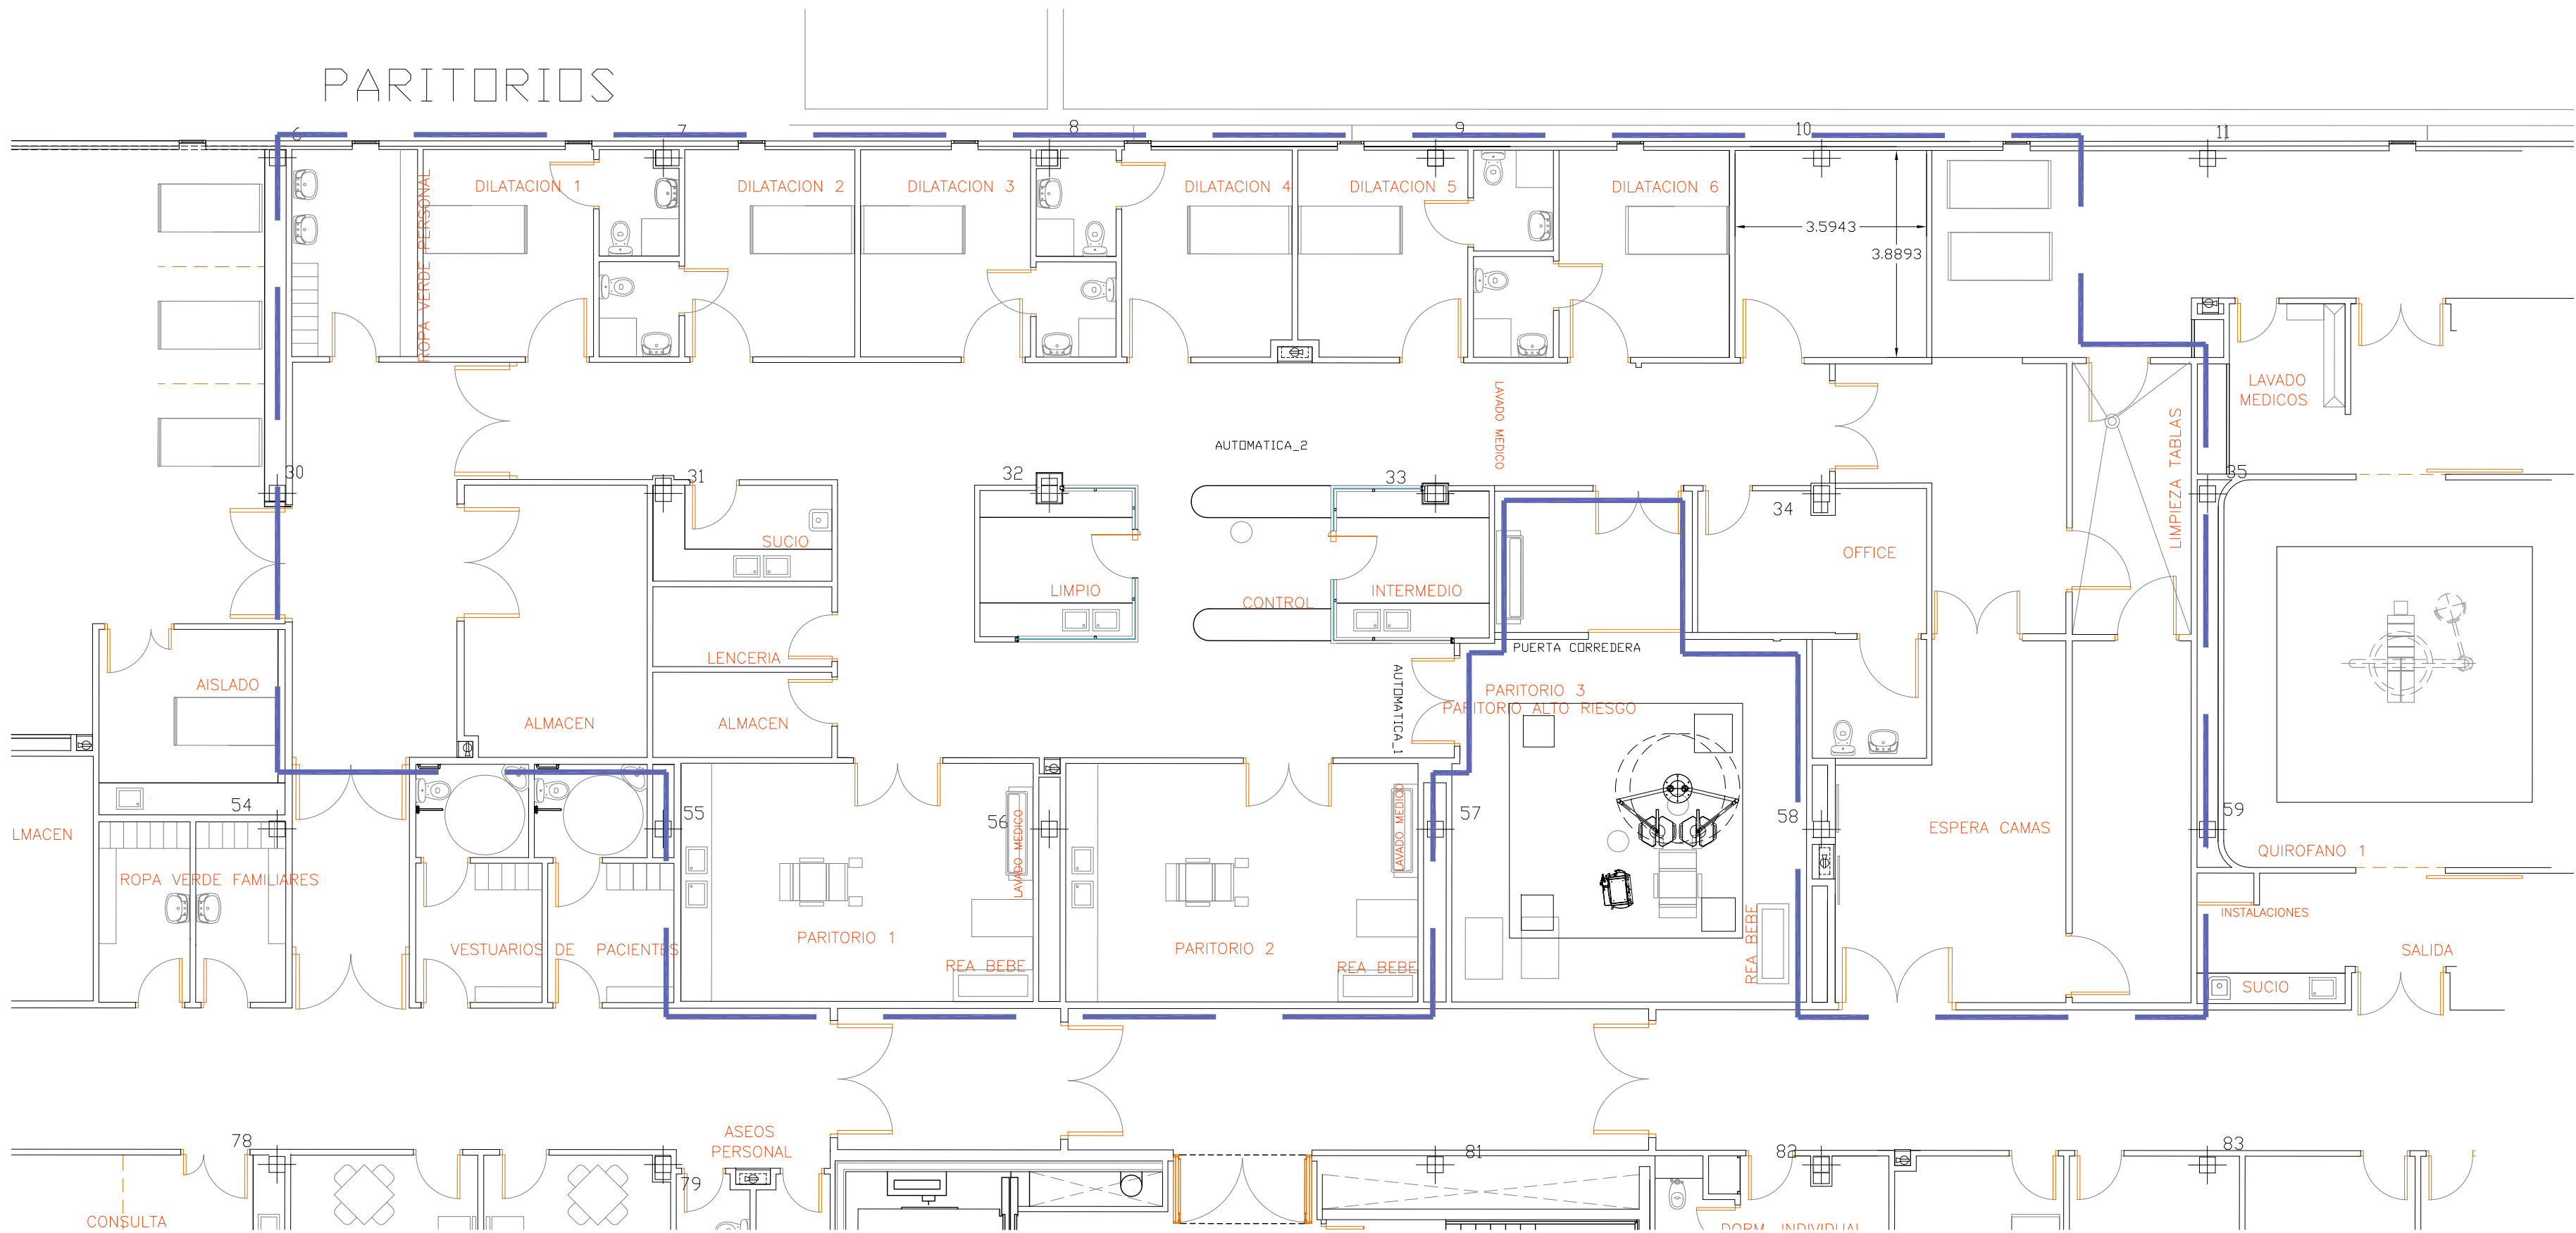 PARITORIOS
6
7
8
9
10
11
DILATACION 1
DILATACION 2
DILATACION 3
DILATACION 4
DILATACION 5
DILATACION 6
ROPA VERDE PERSONAL
3.5943
3.8893
LAVADO
MEDICOS
LAVADO MEDICO
AUTOMATICA_2
LIMPIEZA TABLAS
30
31
32
33
34
35
SUCIO
LIMPIO
CONTROL
INTERMEDIO
OFFICE
LENCERIA
PUERTA CORREDERA
AISLADO
ALMACEN
ALMACEN
AUTOMATICA_1
PARITORIO 3
PARITORIO ALTO RIESGO
54
55
56
57
58
59
LMACEN
LAVADO MEDICO
LAVADO MEDICO
ESPERA CAMAS
QUIROFANO 1
ROPA VERDE FAMILIARES
INSTALACIONES
VESTUARIOS DE PACIENTES
PARITORIO 1
PARITORIO 2
REA BEBE
REA BEBE
REA BEBE
SALIDA
SUCIO
78
79
81
82
83
ASEOS
PERSONAL
CONSULTA
DORM. INDIVIDUAL